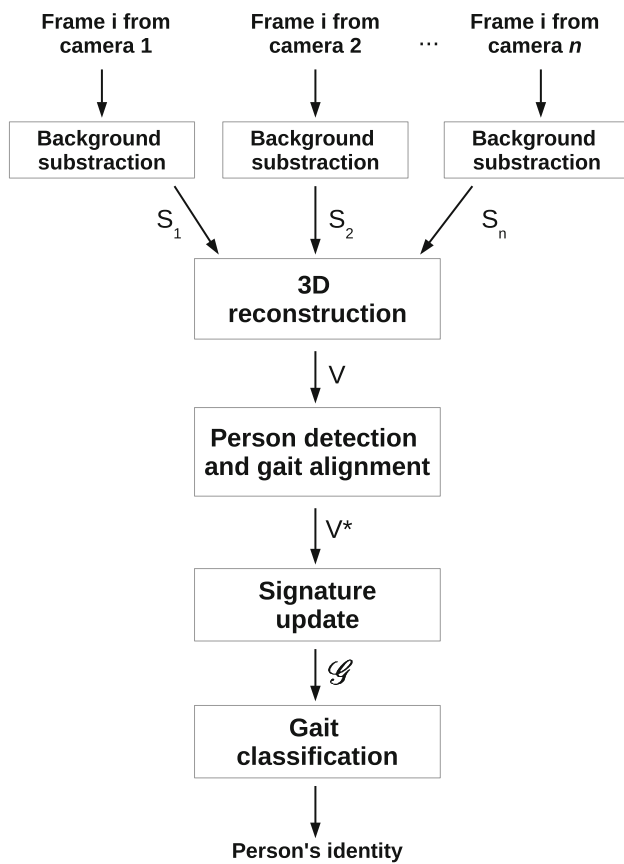 Frame i from
camera 1
Frame i from
camera 2
...
Frame i from
camera n
Background
substraction
Background
substraction
Background
substraction
S1
S2
Sn
3D
reconstruction
V
Person detection
and gait alignment
V*
Signature
update
𝒢
Gait
classification
Person's identity